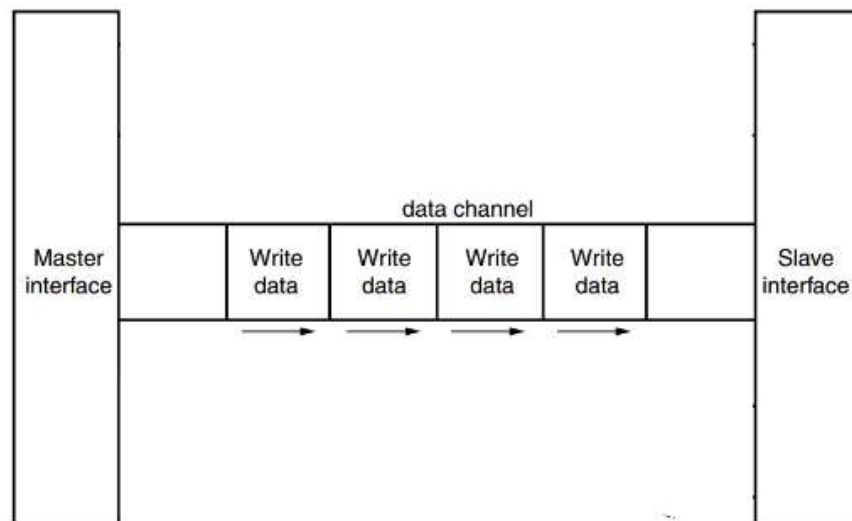 data channel
Master
interface
Write
data
Write
data
Write
data
Write
data
Slave
interface